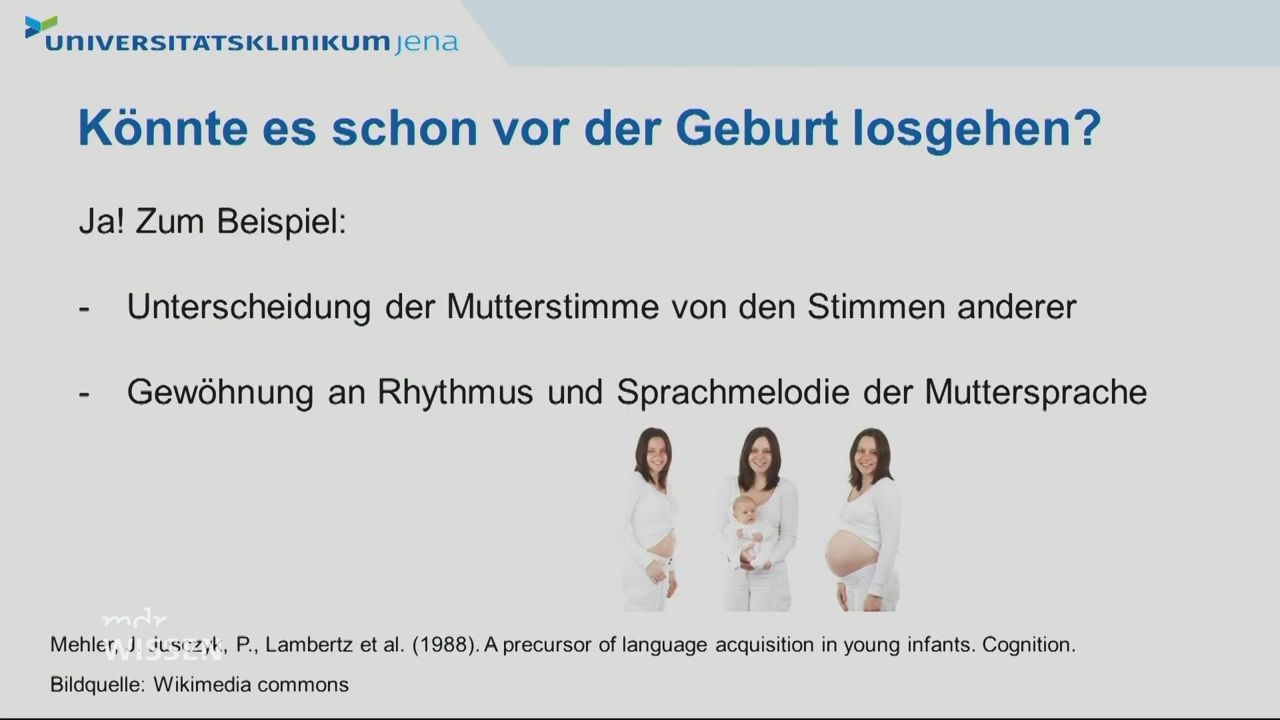 UNIVERSITÄTSKLINIKUM jena
Könnte es schon vor der Geburt losgehen?
Ja! Zum Beispiel:
- Unterscheidung der Mutterstimme von den Stimmen anderer
- Gewöhnung an Rhythmus und Sprachmelodie der Muttersprache
mdr
WISSEN
Mehler, J. Jusczyk, P., Lambertz et al. (1988). A precursor of language acquisition in young infants. Cognition.
Bildquelle: Wikimedia commons